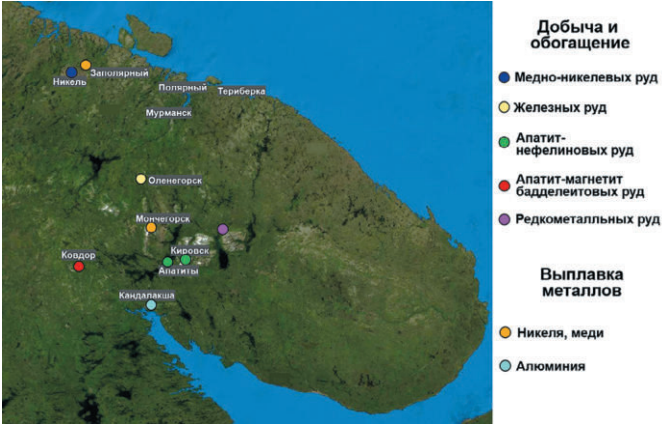 Заполярный
Никель
Полярный
Териберка
Мурманск
Оленегорск
Мончегорск
Кировск
Ковдор
Апатиты
Кандалакша
Добыча и
обогащение
Медно-никелевых руд
Железных руд
Апатит-
нефелиновых руд
Апатит-магнетит
бадделеитовых руд
Редкометалльных руд
Выплавка
металлов
Никеля, меди
Алюминия